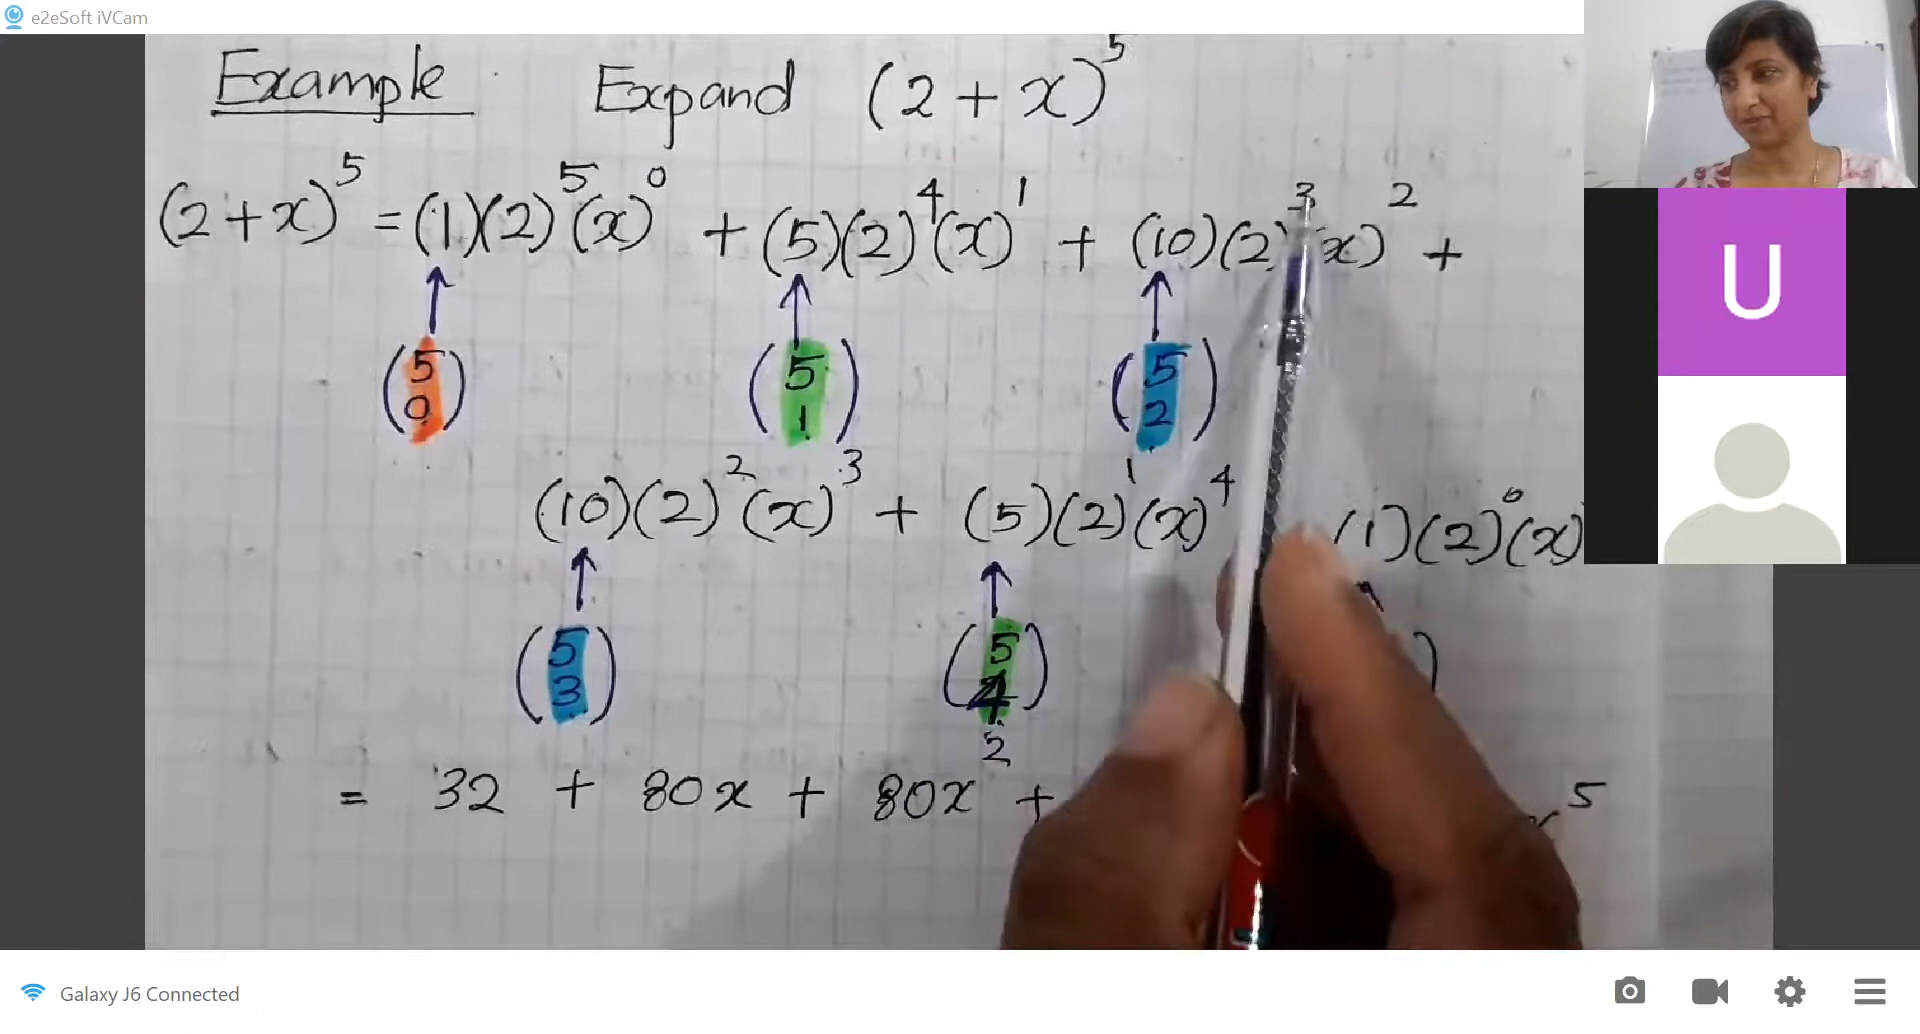 e2eSoft iVCam
Example Expand (2 + x)⁵
(2+x)⁵ = (1)(2)⁵(x)⁰ + (5)(2)⁴(x)¹ + (10)(2)³(x)² +
(5 0) (5 1) (5 2)
(10)(2)²(x)³ + (5)(2)¹(x)⁴ (1)(2)⁰(x)
(5 3) (5 4)
= 32 + 80x + 80x² + x⁵
U
Galaxy J6 Connected